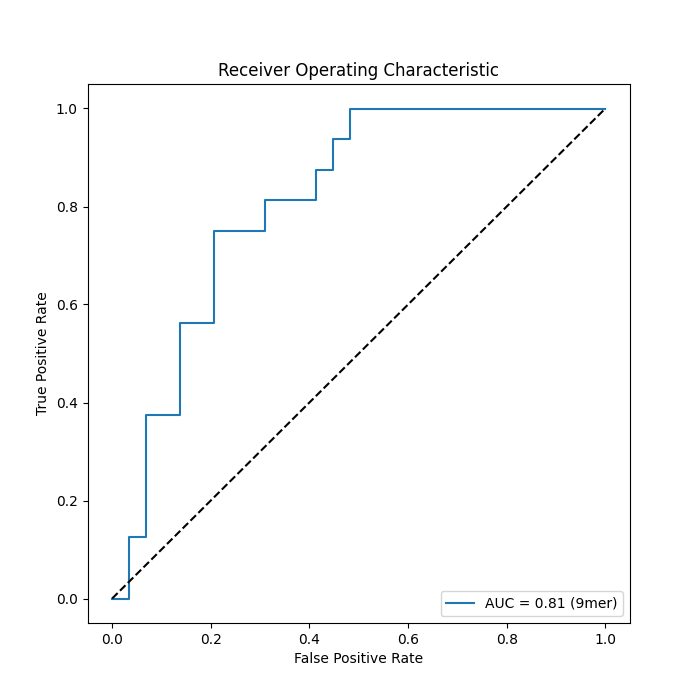 Receiver Operating Characteristic
1.0
0.8
0.6
0.4
0.2
0.0
True Positive Rate
AUC = 0.81 (9mer)
0.0 0.2 0.4 0.6 0.8 1.0
False Positive Rate